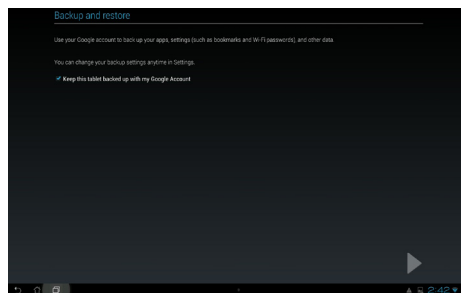 Backup and restore
Use your Google account to back up your apps, settings (such as bookmarks and Wi-Fi passwords), and other data.
You can change your backup settings anytime in Settings.
Keep this tablet backed up with my Google Account
2:42